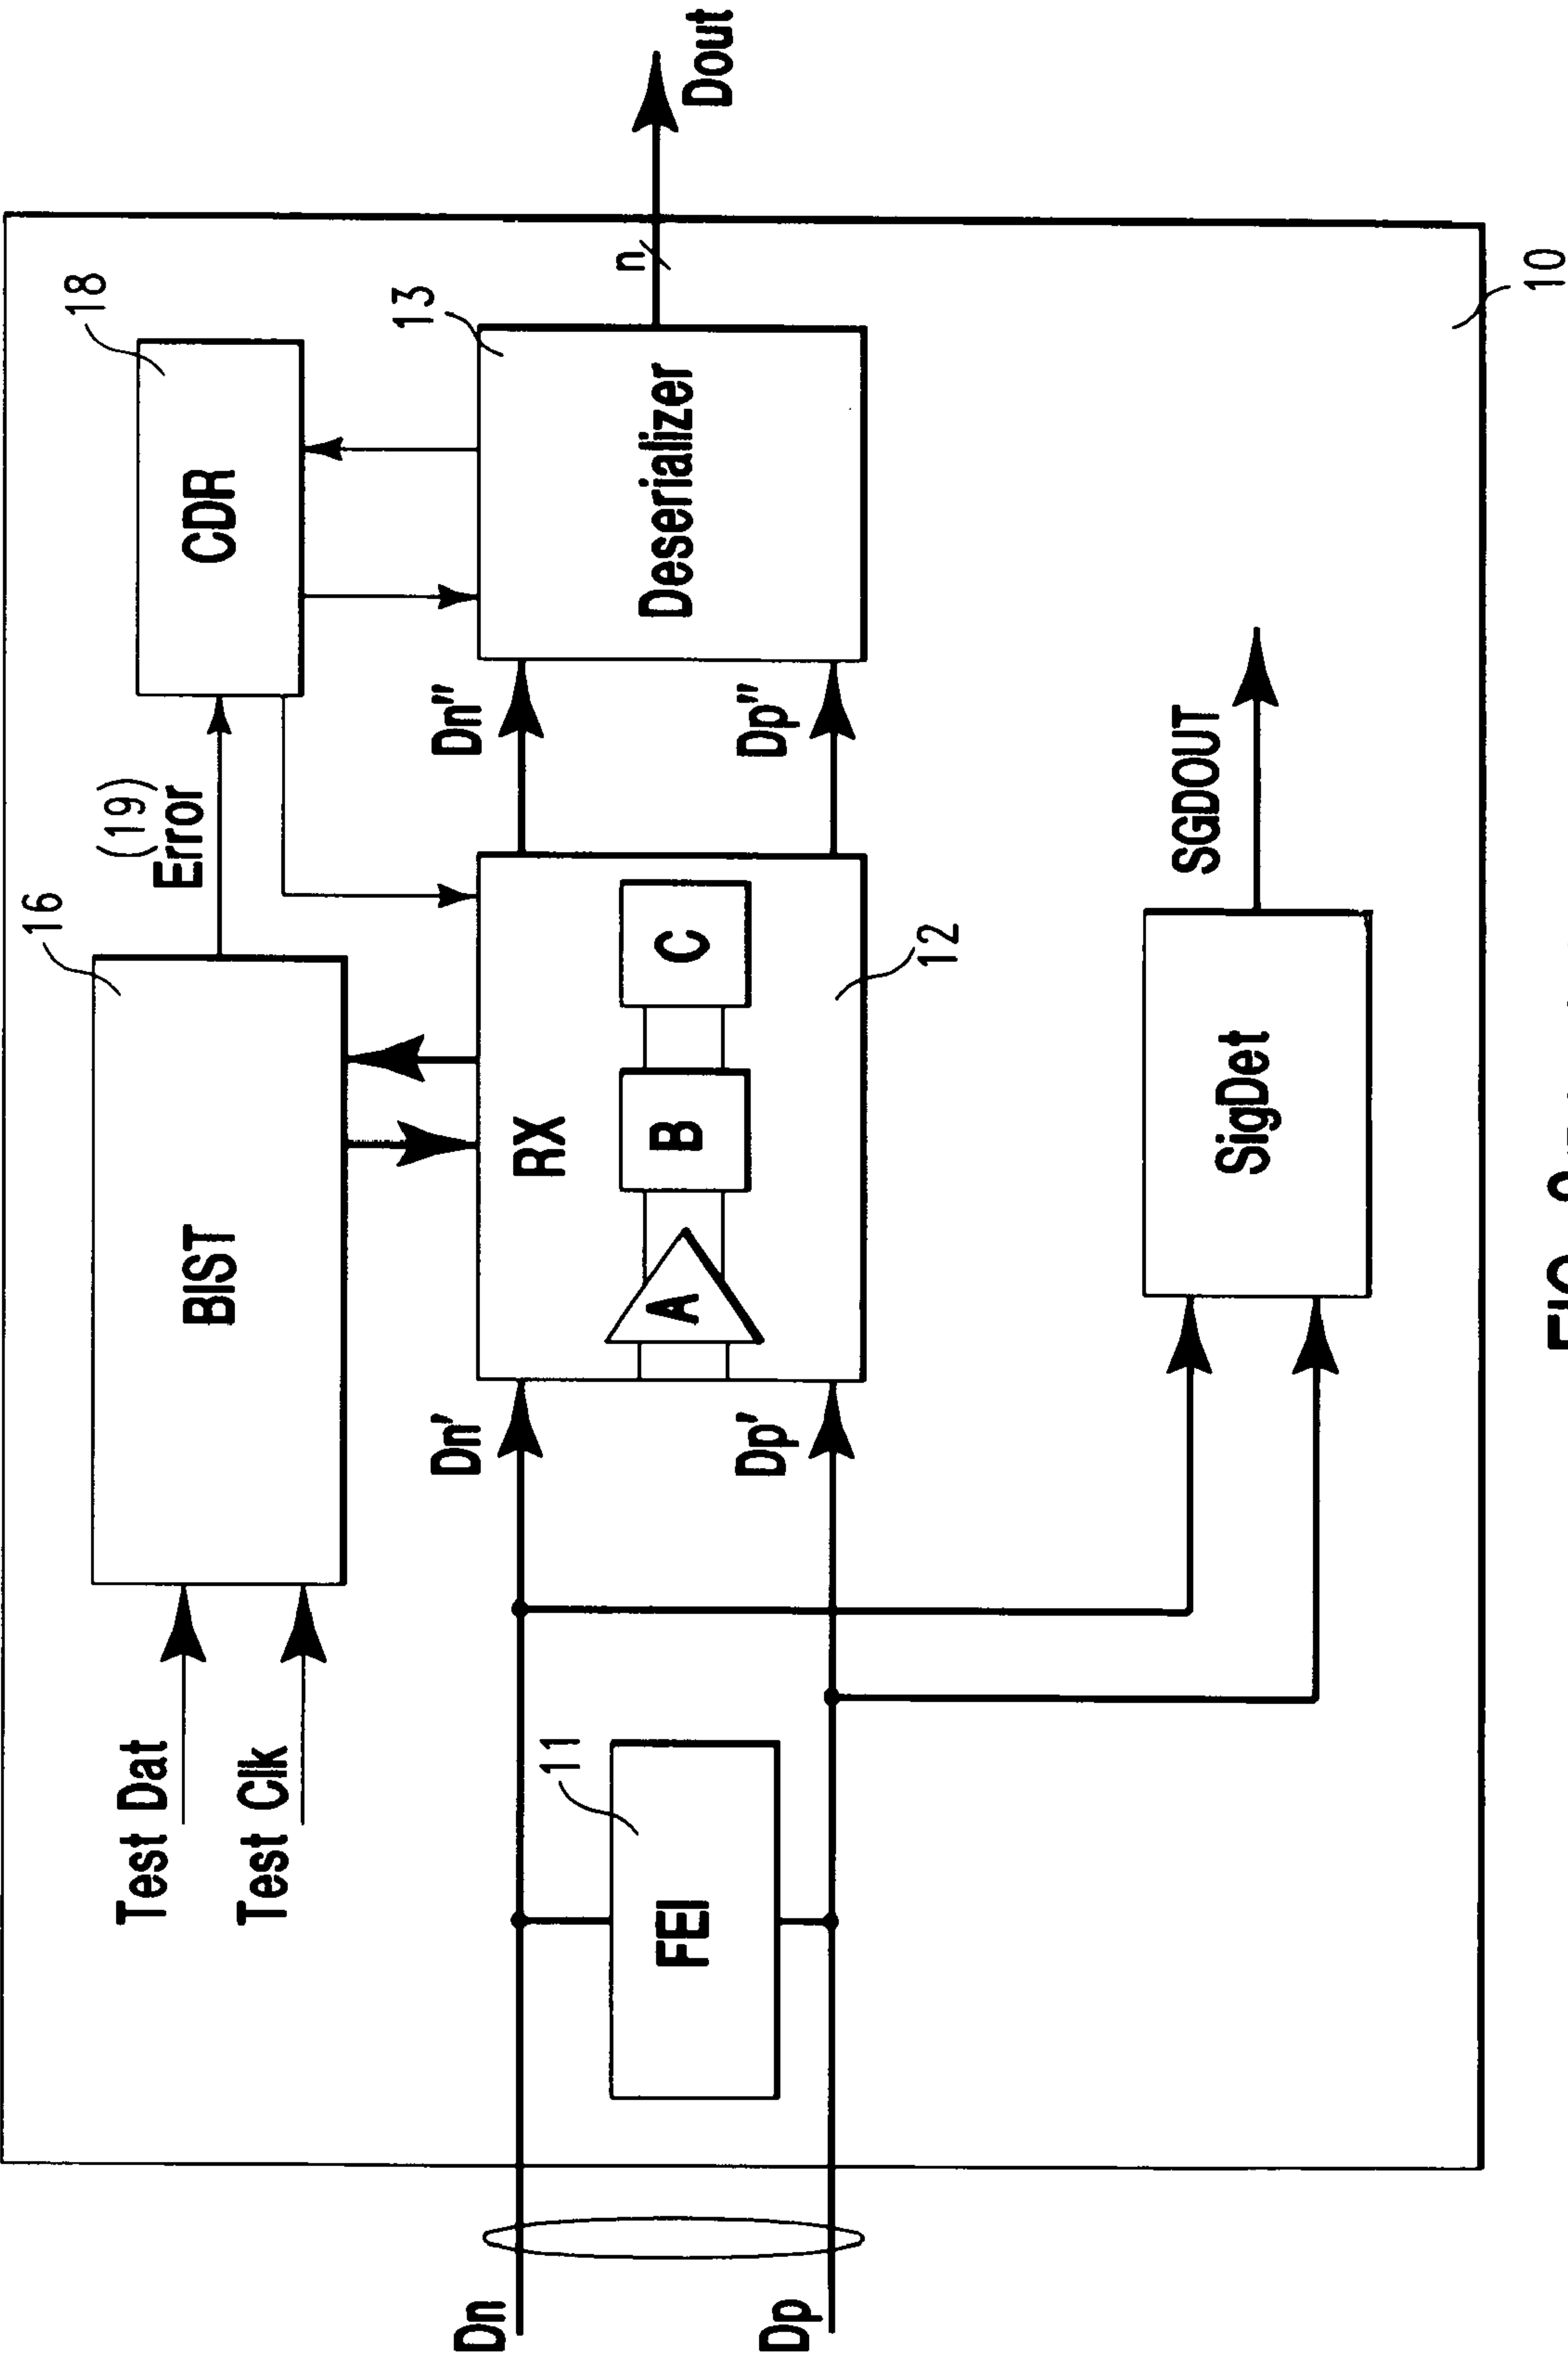 18
16
(19)
Error
CDR
BIST
Test Dat
Test Clk
13
n
Dout
Dn
Dn'
Dn"
RX
A
B
C
Deserializer
11
FEI
12
Dp
Dp'
Dp"
SGDOUT
SigDet
10